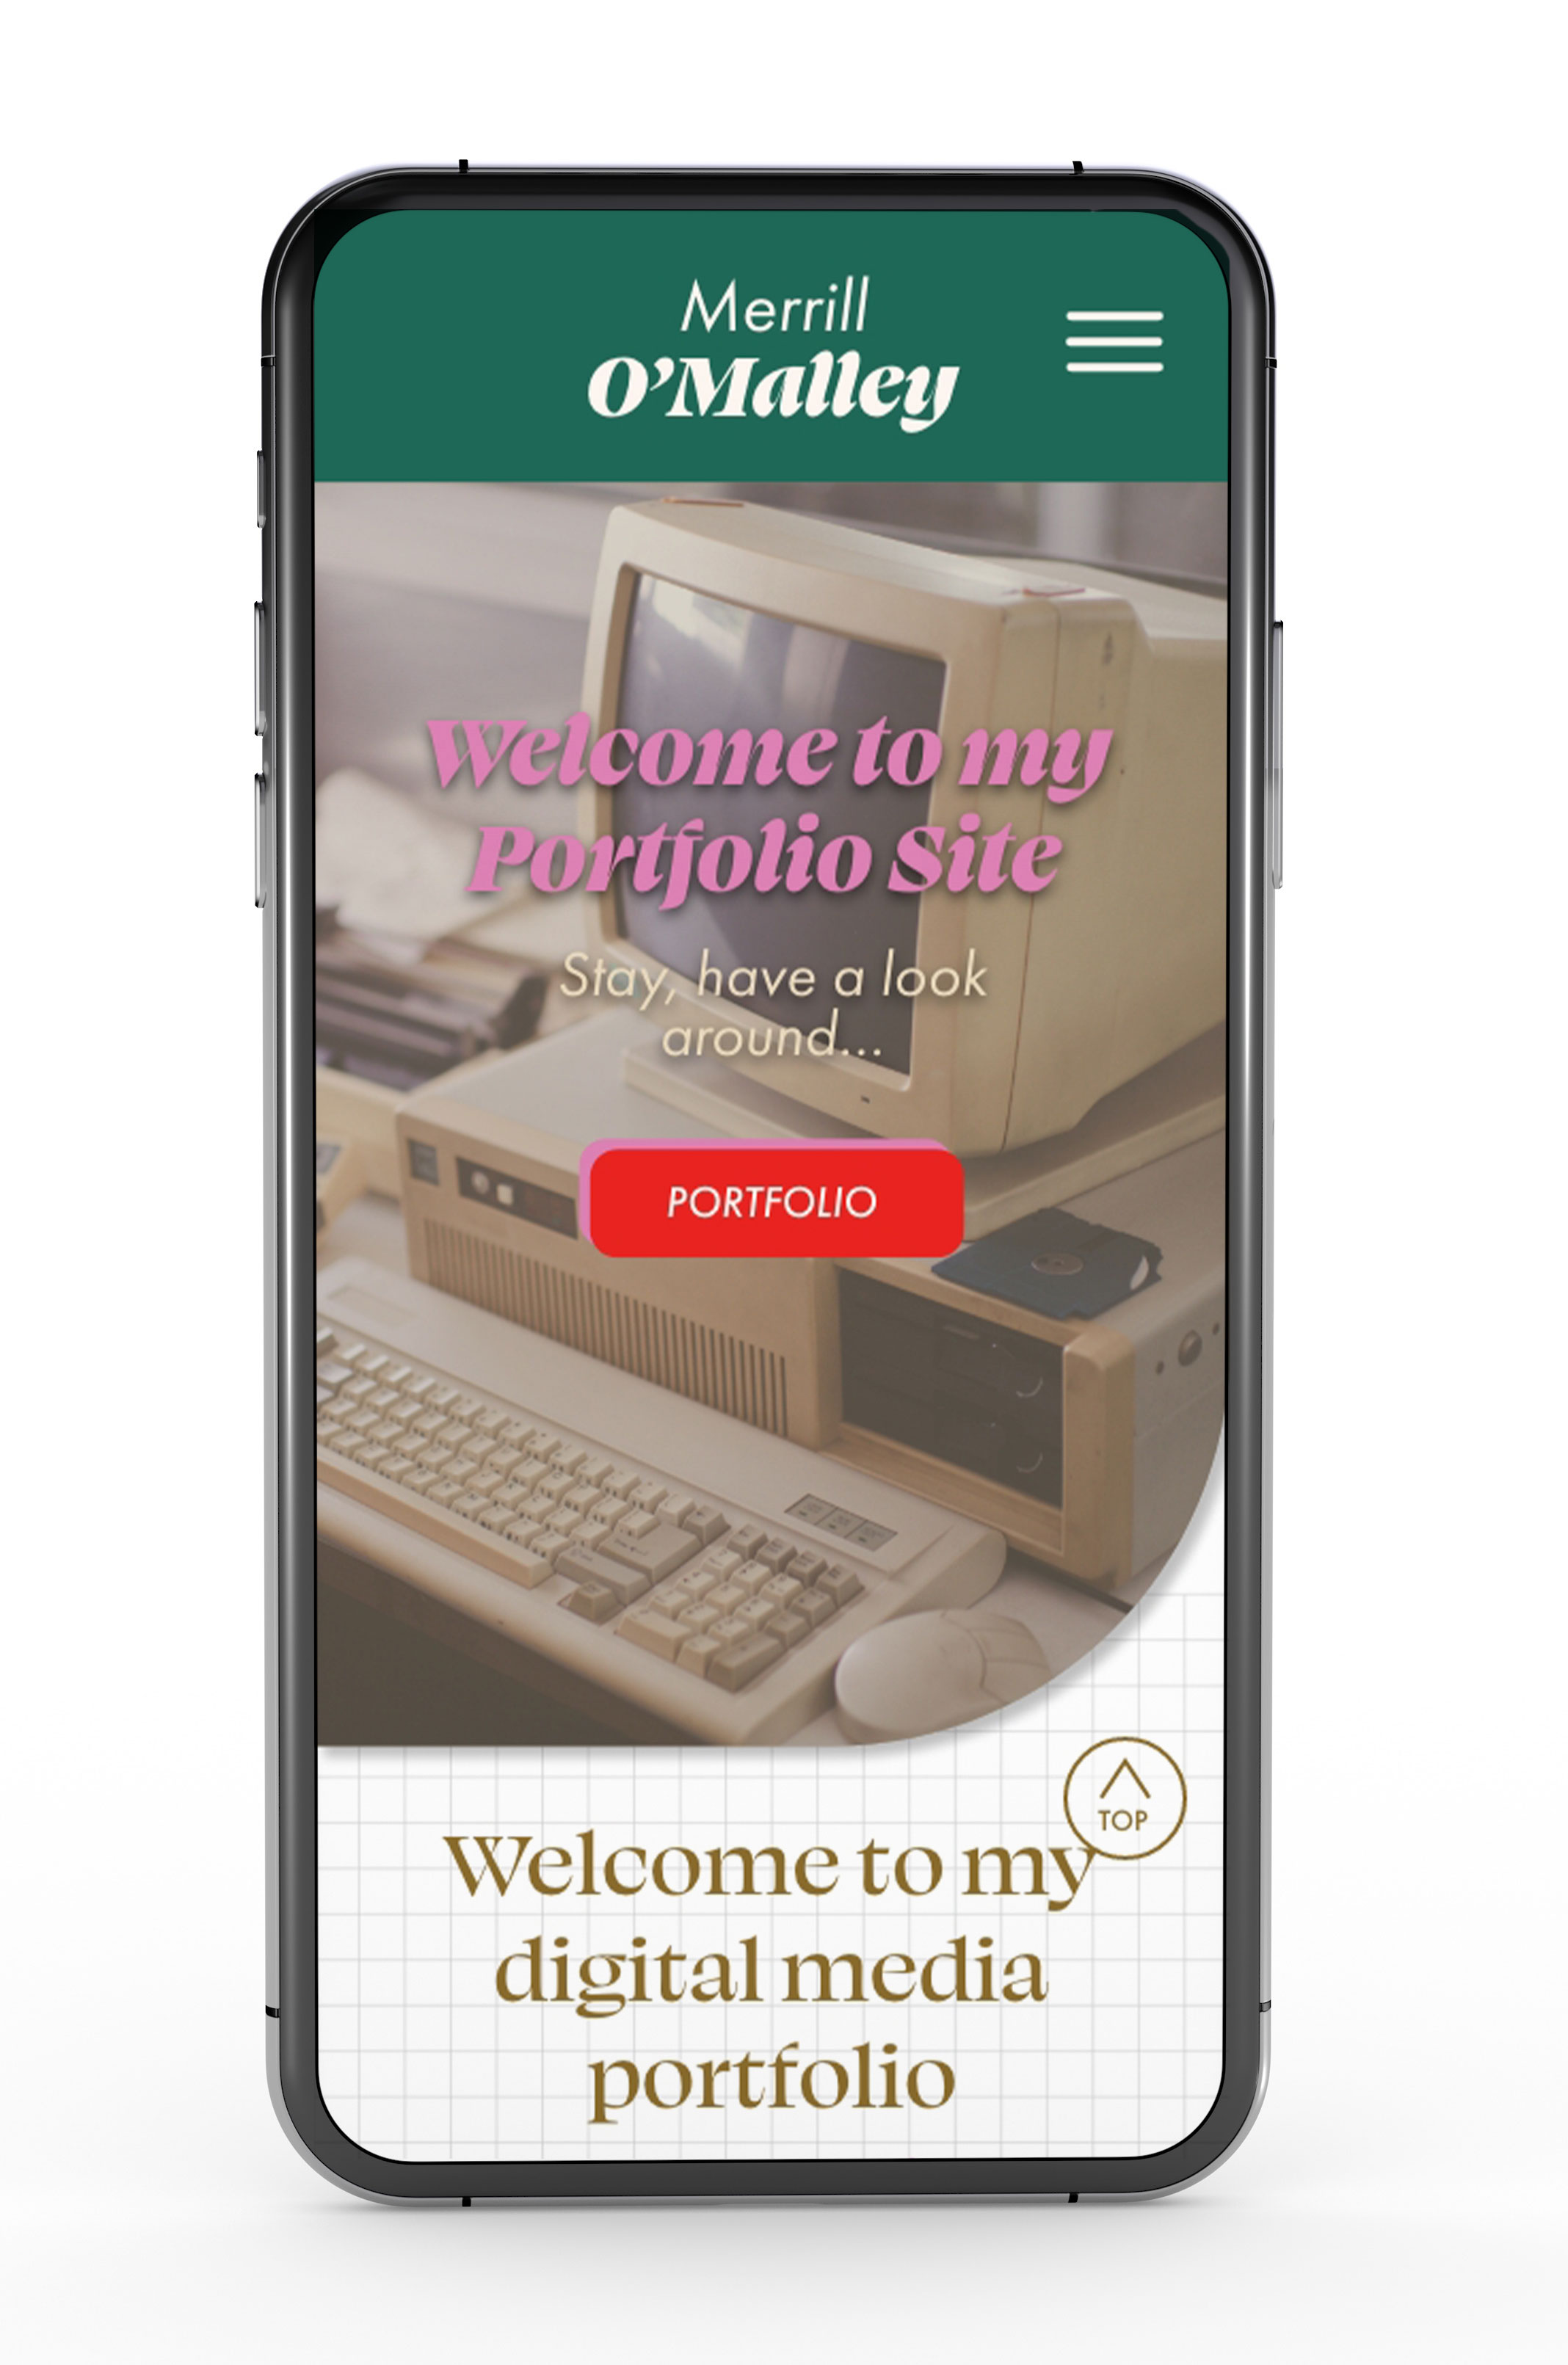 Merrill
O’Malley
Welcome to my
Portfolio Site
Stay, have a look
around...
PORTFOLIO
TOP
Welcome to my
digital media
portfolio